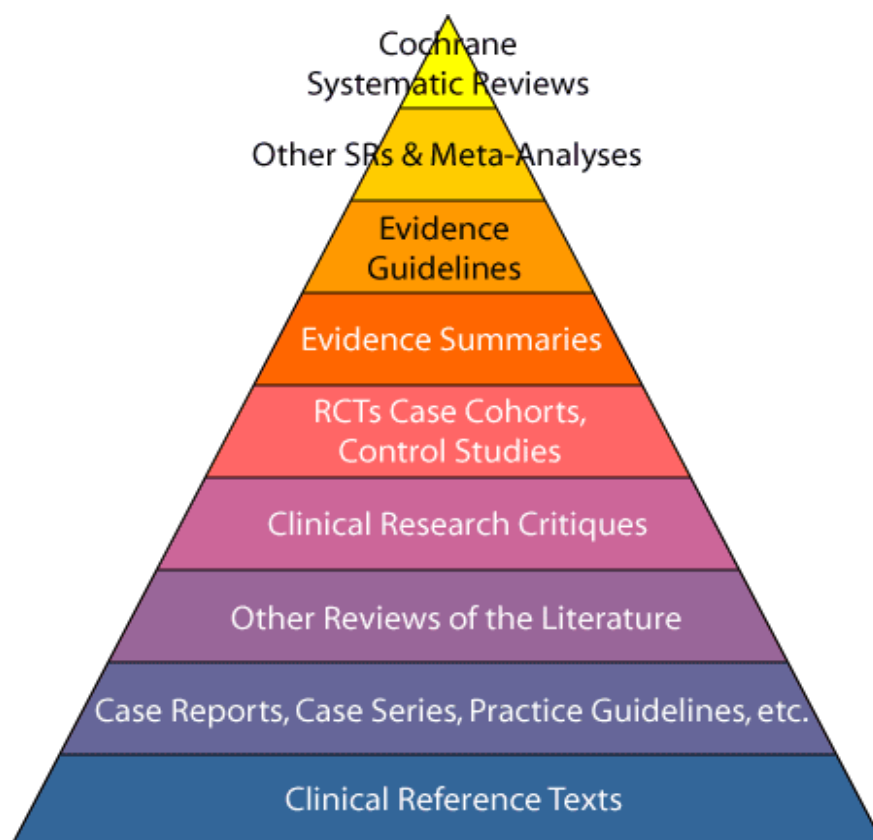 Cochrane
Systematic Reviews
Other SRs & Meta-Analyses
Evidence
Guidelines
Evidence Summaries
RCTs Case Cohorts,
Control Studies
Clinical Research Critiques
Other Reviews of the Literature
Case Reports, Case Series, Practice Guidelines, etc.
Clinical Reference Texts